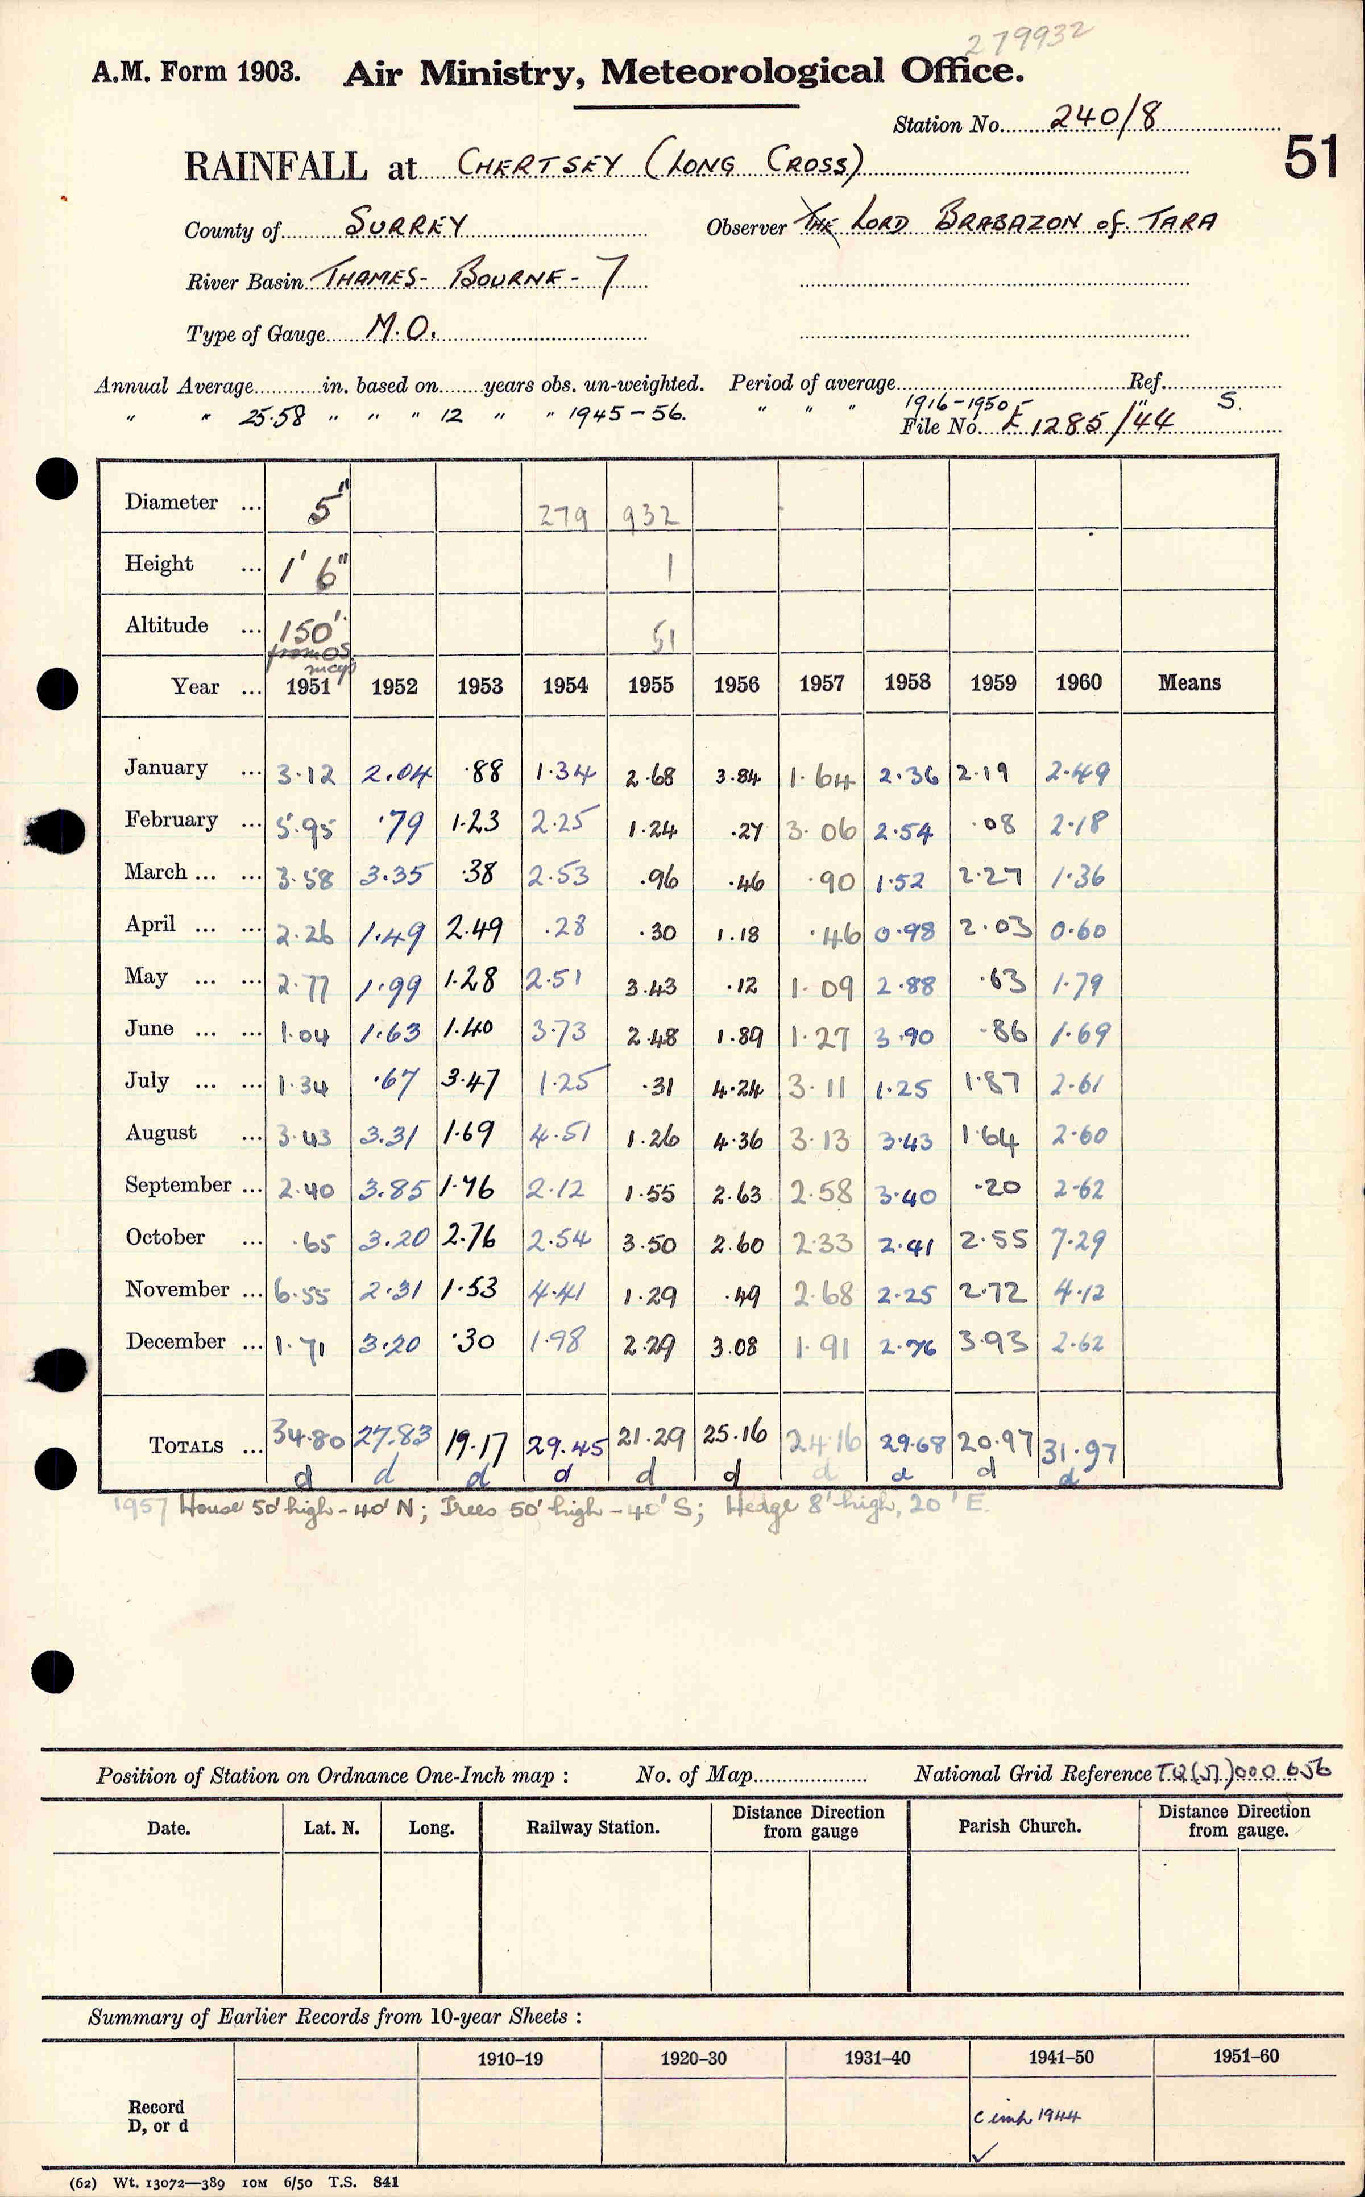 279932
A.M. Form 1903. Air Ministry, Meteorological Office.
Station No. 240/8
51
RAINFALL at CHERTSEY (LONG CROSS)
County of SURREY Observer THE LORD BRABAZON of TARA
River Basin THAMES - BOURNE - 7
Type of Gauge M.O.
Annual Average in. based on years obs. un-weighted. Period of average Ref.
" " 25.58 " " " 12 " " 1945-56. " " " 1916-1950 " S.
File No. E 1285/44
Diameter ... 5" 279 932
Height ... 1' 6" 1
Altitude ... 150' 51
from OS
map
Year ... 1951 1952 1953 1954 1955 1956 1957 1958 1959 1960 Means
January ... 3.12 2.04 .88 1.34 2.68 3.84 1.64 2.36 2.19 2.49
February ... 5.95 .79 1.23 2.25 1.24 .27 3.06 2.54 .08 2.18
March ... ... 3.58 3.35 .38 2.53 .96 .46 .90 1.52 2.27 1.36
April ... ... 2.26 1.49 2.49 .28 .30 1.18 .46 0.98 2.03 0.60
May ... ... 2.77 1.99 1.28 2.51 3.43 .12 1.09 2.88 .63 1.79
June ... ... 1.04 1.63 1.40 3.73 2.48 1.89 1.27 3.90 .86 1.69
July ... ... 1.34 .67 3.47 1.25 .31 4.24 3.11 1.25 1.87 2.61
August ... 3.43 3.31 1.69 4.51 1.26 4.36 3.13 3.43 1.64 2.60
September ... 2.40 3.85 1.76 2.12 1.55 2.63 2.58 3.40 .20 2.62
October ... .65 3.20 2.76 2.54 3.50 2.60 2.33 2.41 2.55 7.29
November ... 6.55 2.31 1.53 4.41 1.29 .49 2.68 2.25 2.72 4.12
December ... 1.71 3.20 .30 1.98 2.29 3.08 1.91 2.76 3.93 2.62
TOTALS ... 34.80 27.83 19.17 29.45 21.29 25.16 24.16 29.68 20.97 31.97
d d d d d d d d d d
1957 House 50' high - 40' N; Trees 50' high - 40' S; Hedge 8' high, 20' E.
Position of Station on Ordnance One-Inch map : No. of Map National Grid Reference TQ(51)000 656
Date. Lat. N. Long. Railway Station. Distance Direction from gauge Parish Church. Distance Direction from gauge.
Summary of Earlier Records from 10-year Sheets :
1910-19 1920-30 1931-40 1941-50 1951-60
Record
D, or d
1944
(62) Wt. 13072—389 10M 6/50 T.S. 841